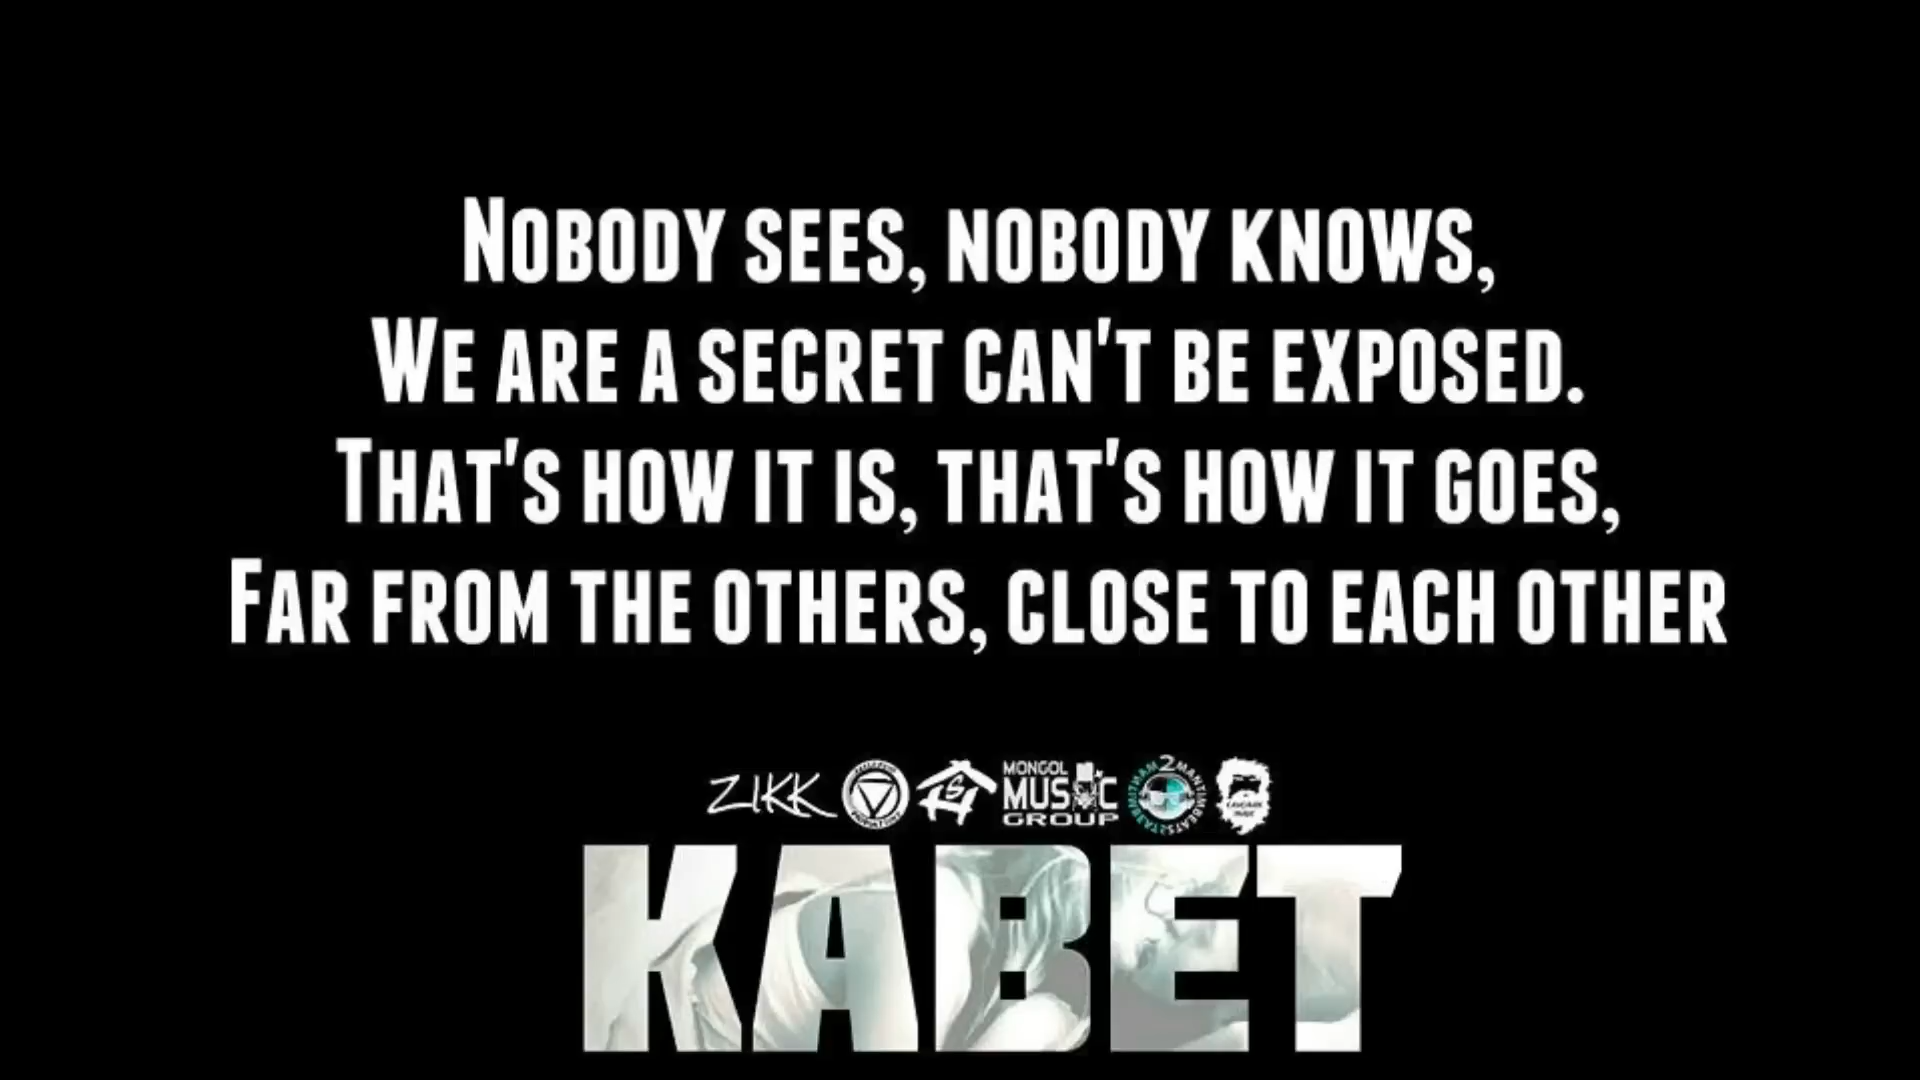 Nobody sees, nobody knows,
We are a secret can't be exposed.
That's how it is, that's how it goes,
Far from the others, close to each other
ZIKK
MONGOL
MUSIC
GROUP
2
KABET